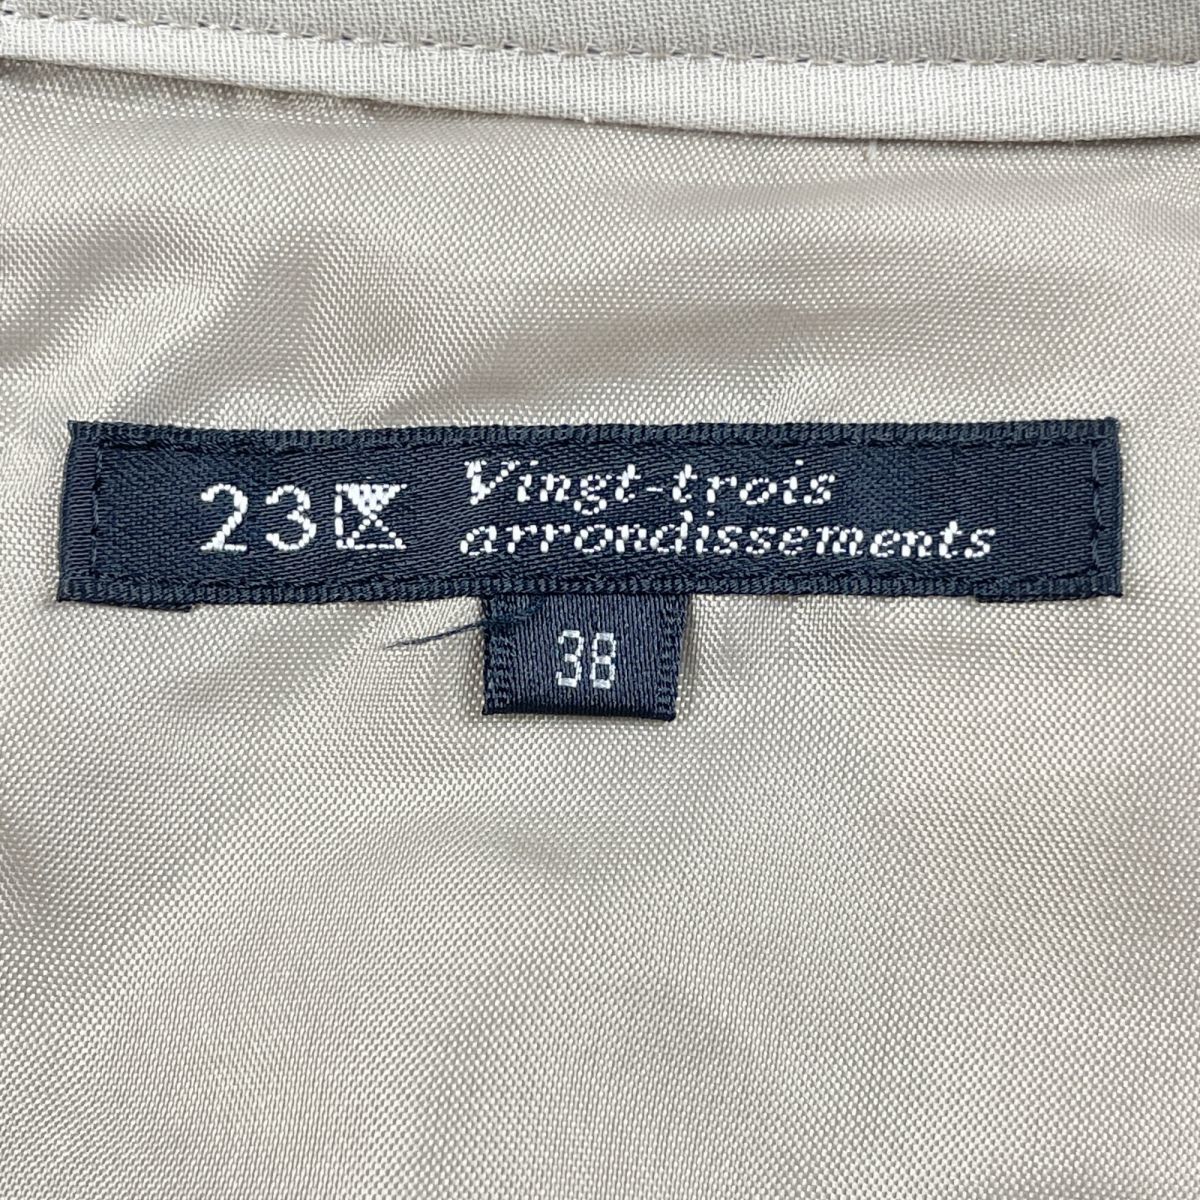 23区 Vingt-trois
arrondissements
38